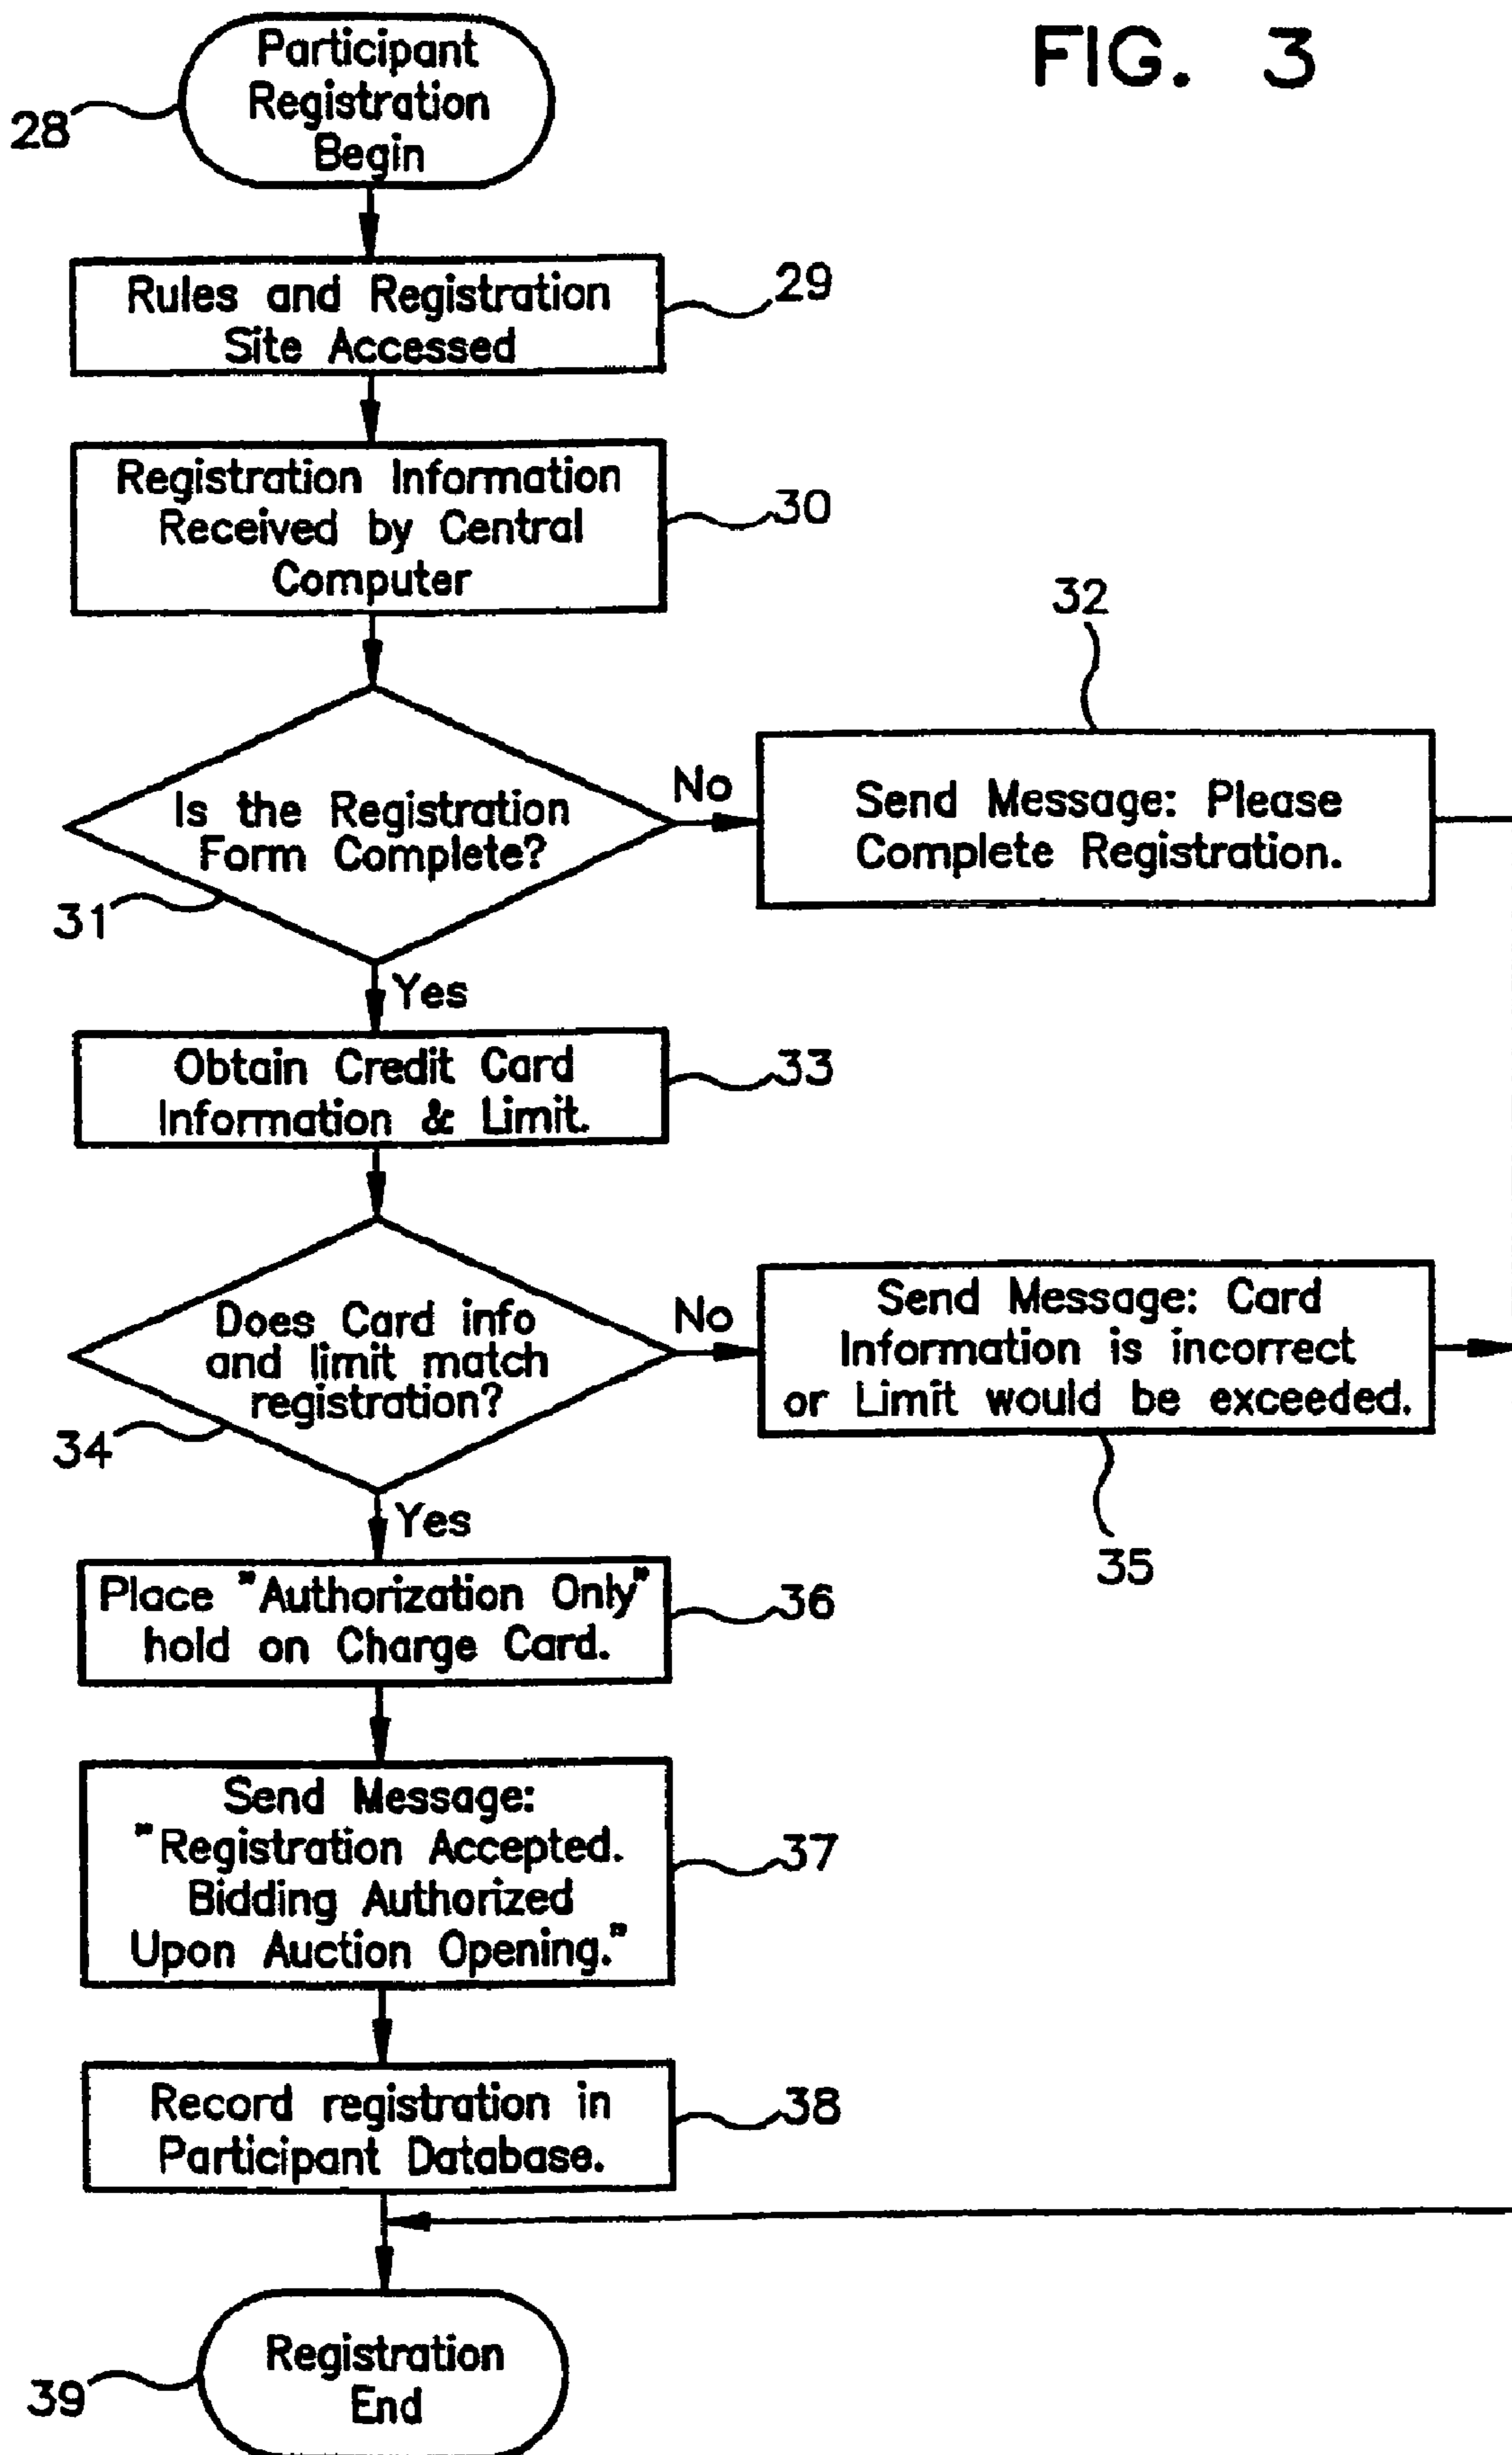 FIG. 3
Participant
Registration
Begin
28
Rules and Registration
Site Accessed
29
Registration Information
Received by Central
Computer
30
Is the Registration
Form Complete?
31
No
32
Send Message: Please
Complete Registration.
Yes
Obtain Credit Card
Information & Limit.
33
Does Card info
and limit match
registration?
34
No
Send Message: Card
Information is incorrect
or Limit would be exceeded.
35
Yes
Place "Authorization Only"
hold on Charge Card.
36
Send Message:
"Registration Accepted.
Bidding Authorized
Upon Auction Opening."
37
Record registration in
Participant Database.
38
Registration
End
39